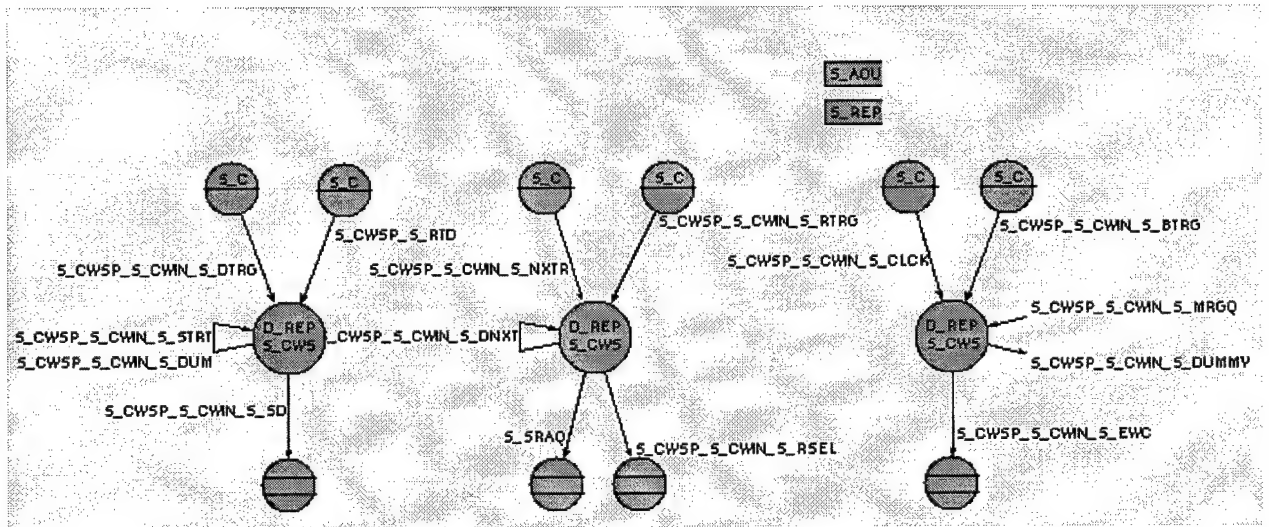 S_AOU
S_REP
S_C
S_C
S_C
S_C
S_C
S_C
S_CWSP_S_CWIN_S_RTRG
S_CWSP_S_CWIN_S_BTRG
S_CWSP_S_RTD
S_CWSP_S_CWIN_S_DTRG
S_CWSP_S_CWIN_S_NXTR
S_CWSP_S_CWIN_S_CLCK
S_CWSP_S_CWIN_S_MRGQ
D_REP
S_CWS
D_REP
S_CWS
D_REP
S_CWS
S_CWSP_S_CWIN_S_STRT
_CWSP_S_CWIN_S_DNXT
S_CWSP_S_CWIN_S_DUM
S_CWSP_S_CWIN_S_DUMMY
S_CWSP_S_CWIN_S_SD
S_SRAQ
S_CWSP_S_CWIN_S_RSEL
S_CWSP_S_CWIN_S_EWC